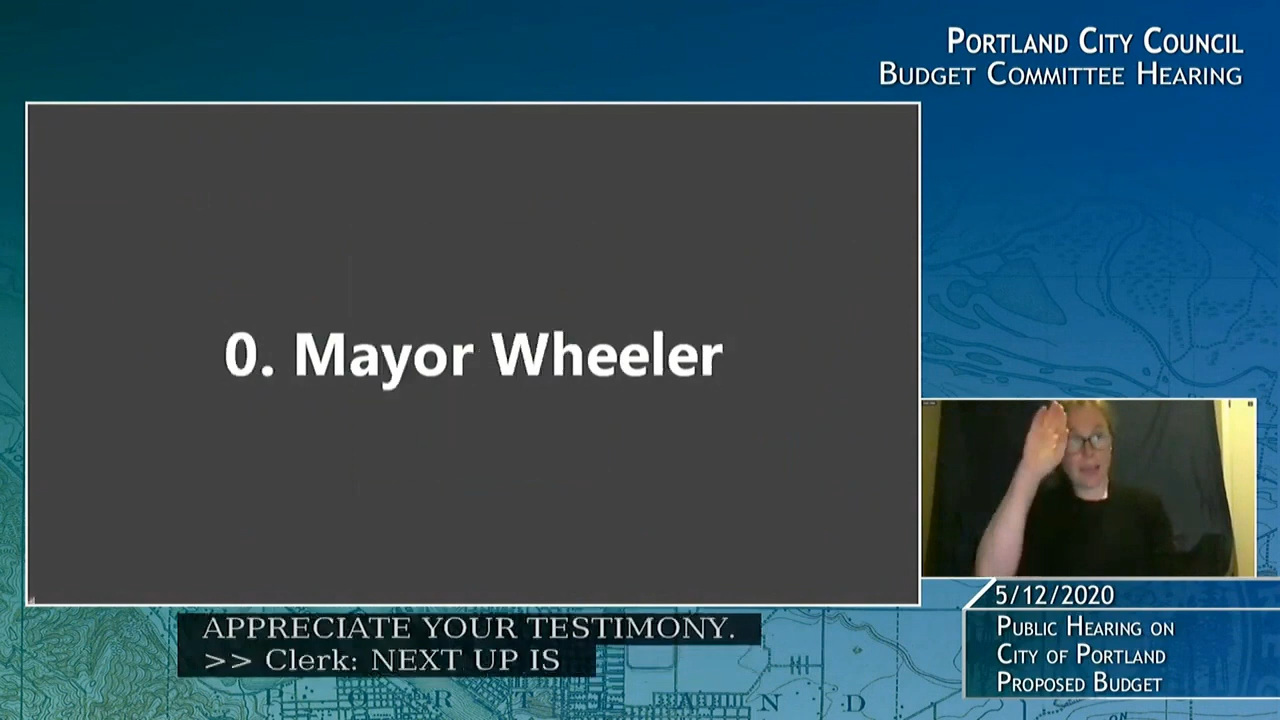 PORTLAND CITY COUNCIL
BUDGET COMMITTEE HEARING
0. Mayor Wheeler
5/12/2020
PUBLIC HEARING ON
CITY OF PORTLAND
PROPOSED BUDGET
APPRECIATE YOUR TESTIMONY.
>> Clerk: NEXT UP IS
P O R T L A N D
ON